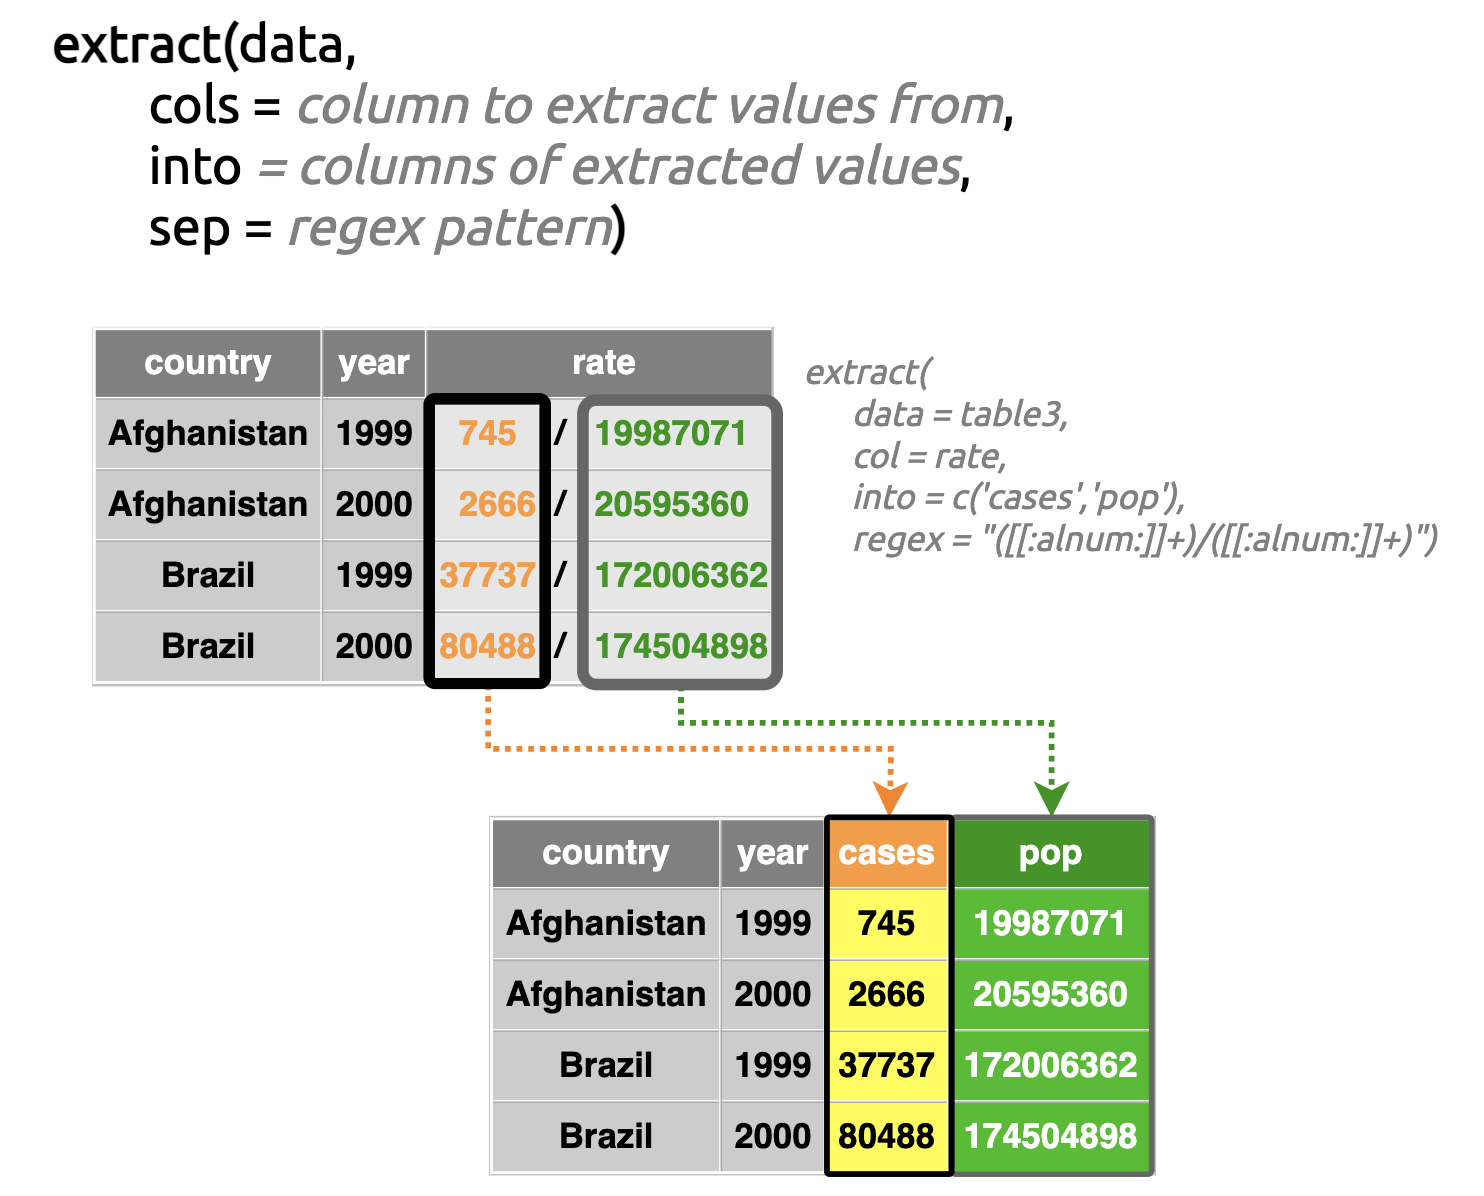 extract(data,
cols = column to extract values from,
into = columns of extracted values,
sep = regex pattern)
country year rate
Afghanistan 1999 745 / 19987071
Afghanistan 2000 2666 / 20595360
Brazil 1999 37737 / 172006362
Brazil 2000 80488 / 174504898
extract(
data = table3,
col = rate,
into = c('cases','pop'),
regex = "([[:alnum:]]+)/([[:alnum:]]+)")
country year cases pop
Afghanistan 1999 745 19987071
Afghanistan 2000 2666 20595360
Brazil 1999 37737 172006362
Brazil 2000 80488 174504898